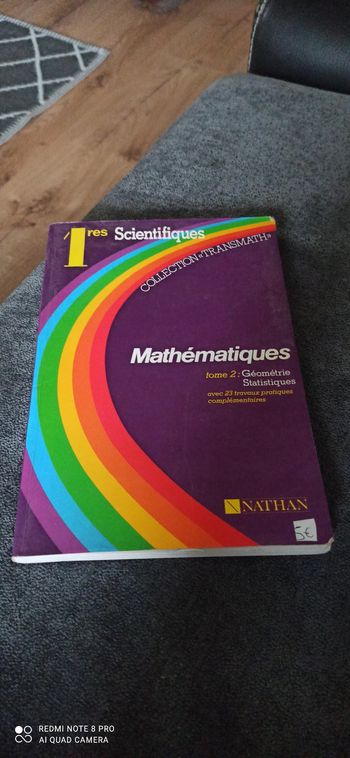 1res Scientifiques
COLLECTION «TRANSMATH»
Mathématiques
tome 2 : Géométrie
Statistiques
avec 23 travaux pratiques
complémentaires
NATHAN
5€
REDMI NOTE 8 PRO
AI QUAD CAMERA